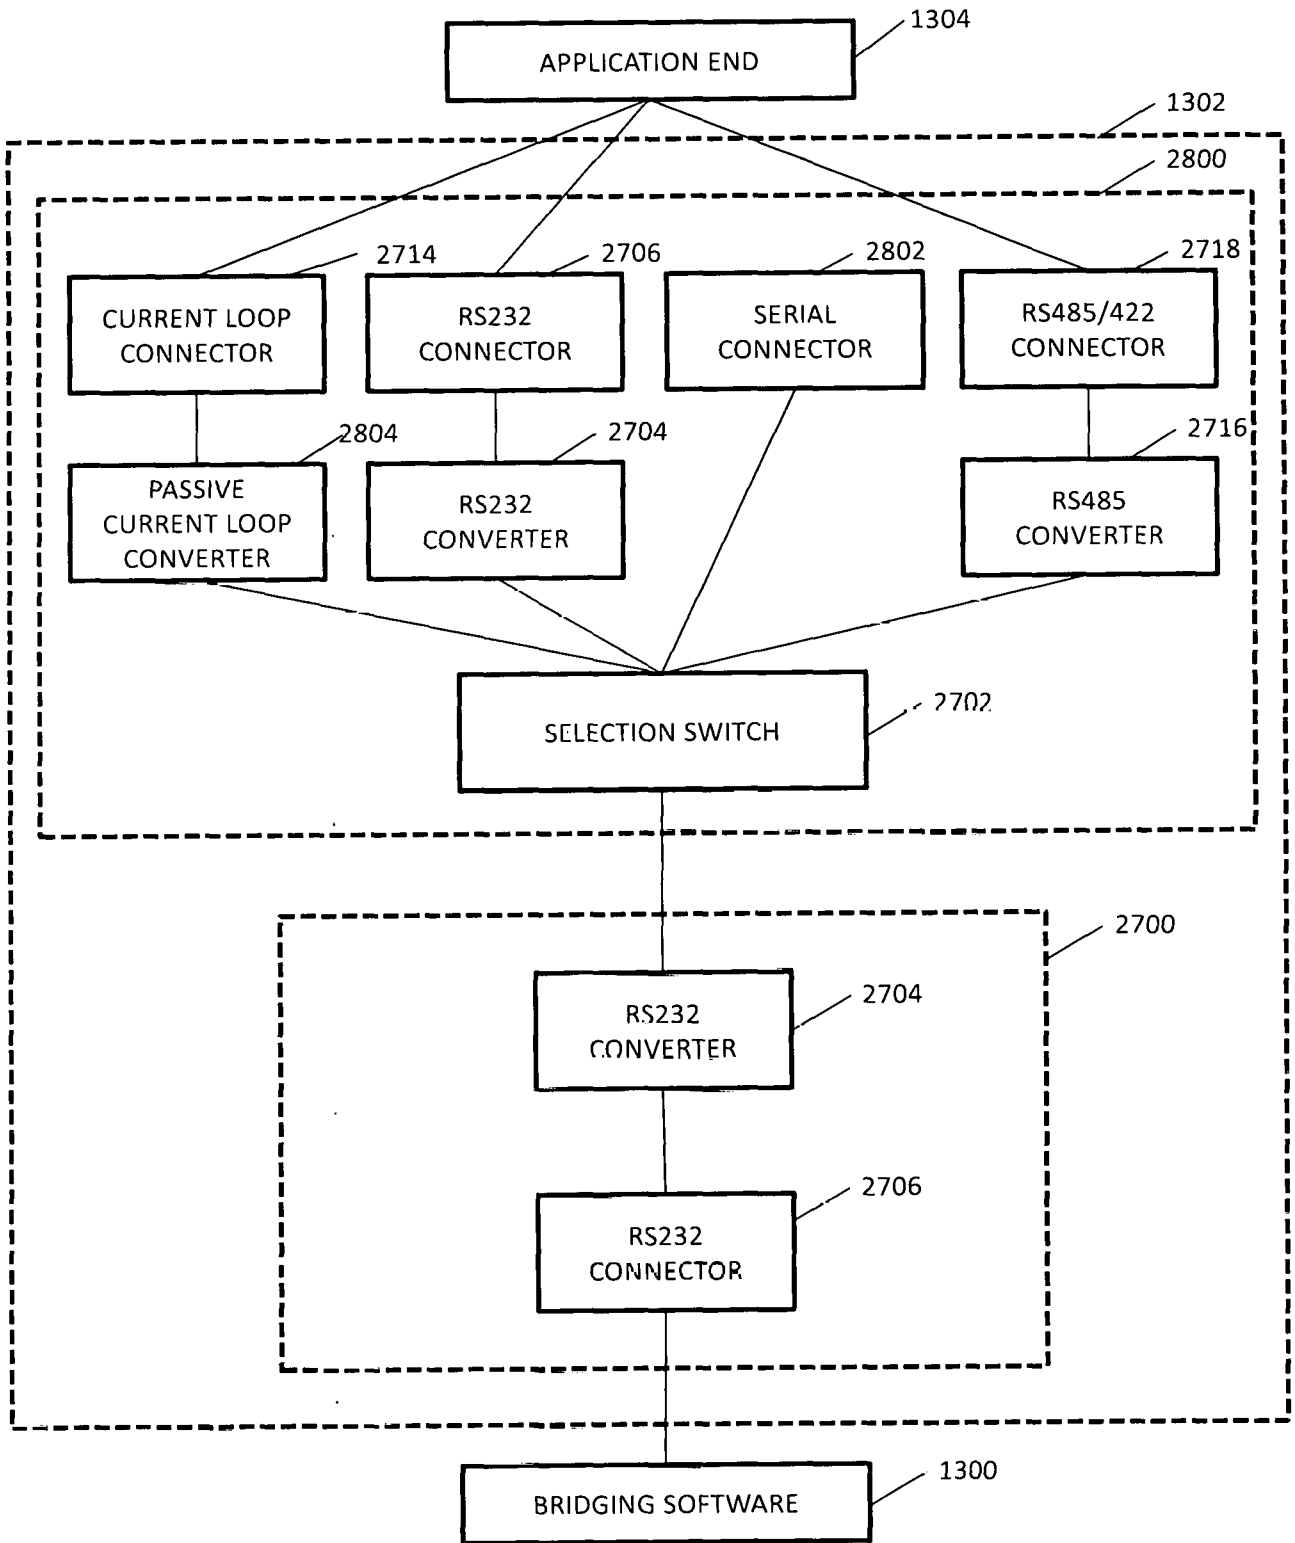 1304
APPLICATION END
1302
2800
2714
2706
2802
2718
CURRENT LOOP
CONNECTOR
RS232
CONNECTOR
SERIAL
CONNECTOR
RS485/422
CONNECTOR
2804
2704
2716
PASSIVE
CURRENT LOOP
CONVERTER
RS232
CONVERTER
RS485
CONVERTER
2702
SELECTION SWITCH
2700
2704
RS232
CONVERTER
2706
RS232
CONNECTOR
1300
BRIDGING SOFTWARE